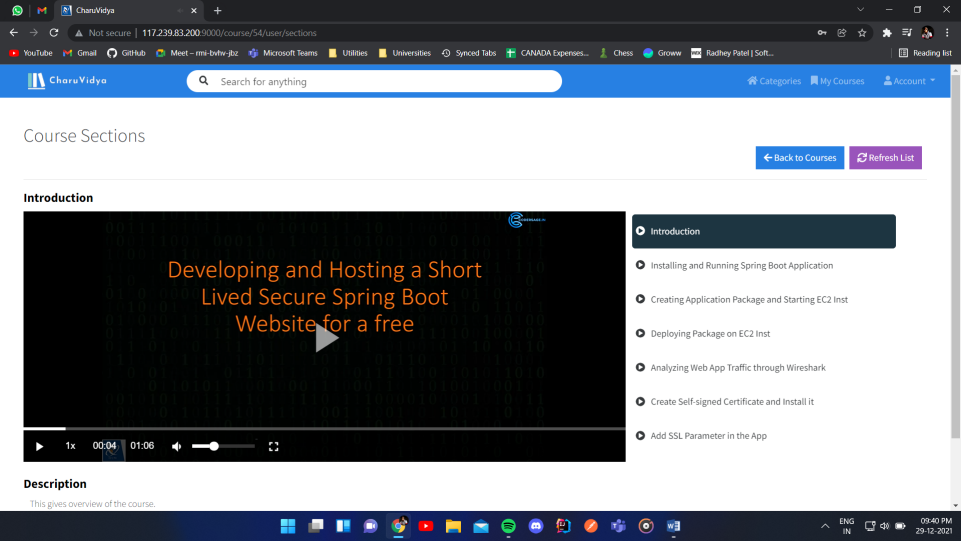 CharuVidya
Not secure | 117.239.83.200:9000/course/54/user/sections
YouTube
Gmail
GitHub
Meet – rmi-bvhv-jbz
Microsoft Teams
Utilities
Universities
Synced Tabs
CANADA Expenses...
Chess
Groww
Radhey Patel | Soft...
Reading list
CharuVidya
Search for anything
Categories
My Courses
Account
Course Sections
Back to Courses
Refresh List
Introduction
Developing and Hosting a Short
Lived Secure Spring Boot
Website for a free
1x
00:04
01:06
Introduction
Installing and Running Spring Boot Application
Creating Application Package and Starting EC2 Inst
Deploying Package on EC2 Inst
Analyzing Web App Traffic through Wireshark
Create Self-signed Certificate and Install it
Add SSL Parameter in the App
Description
This gives overview of the course.
ENG
IN
09:40 PM
29-12-2021